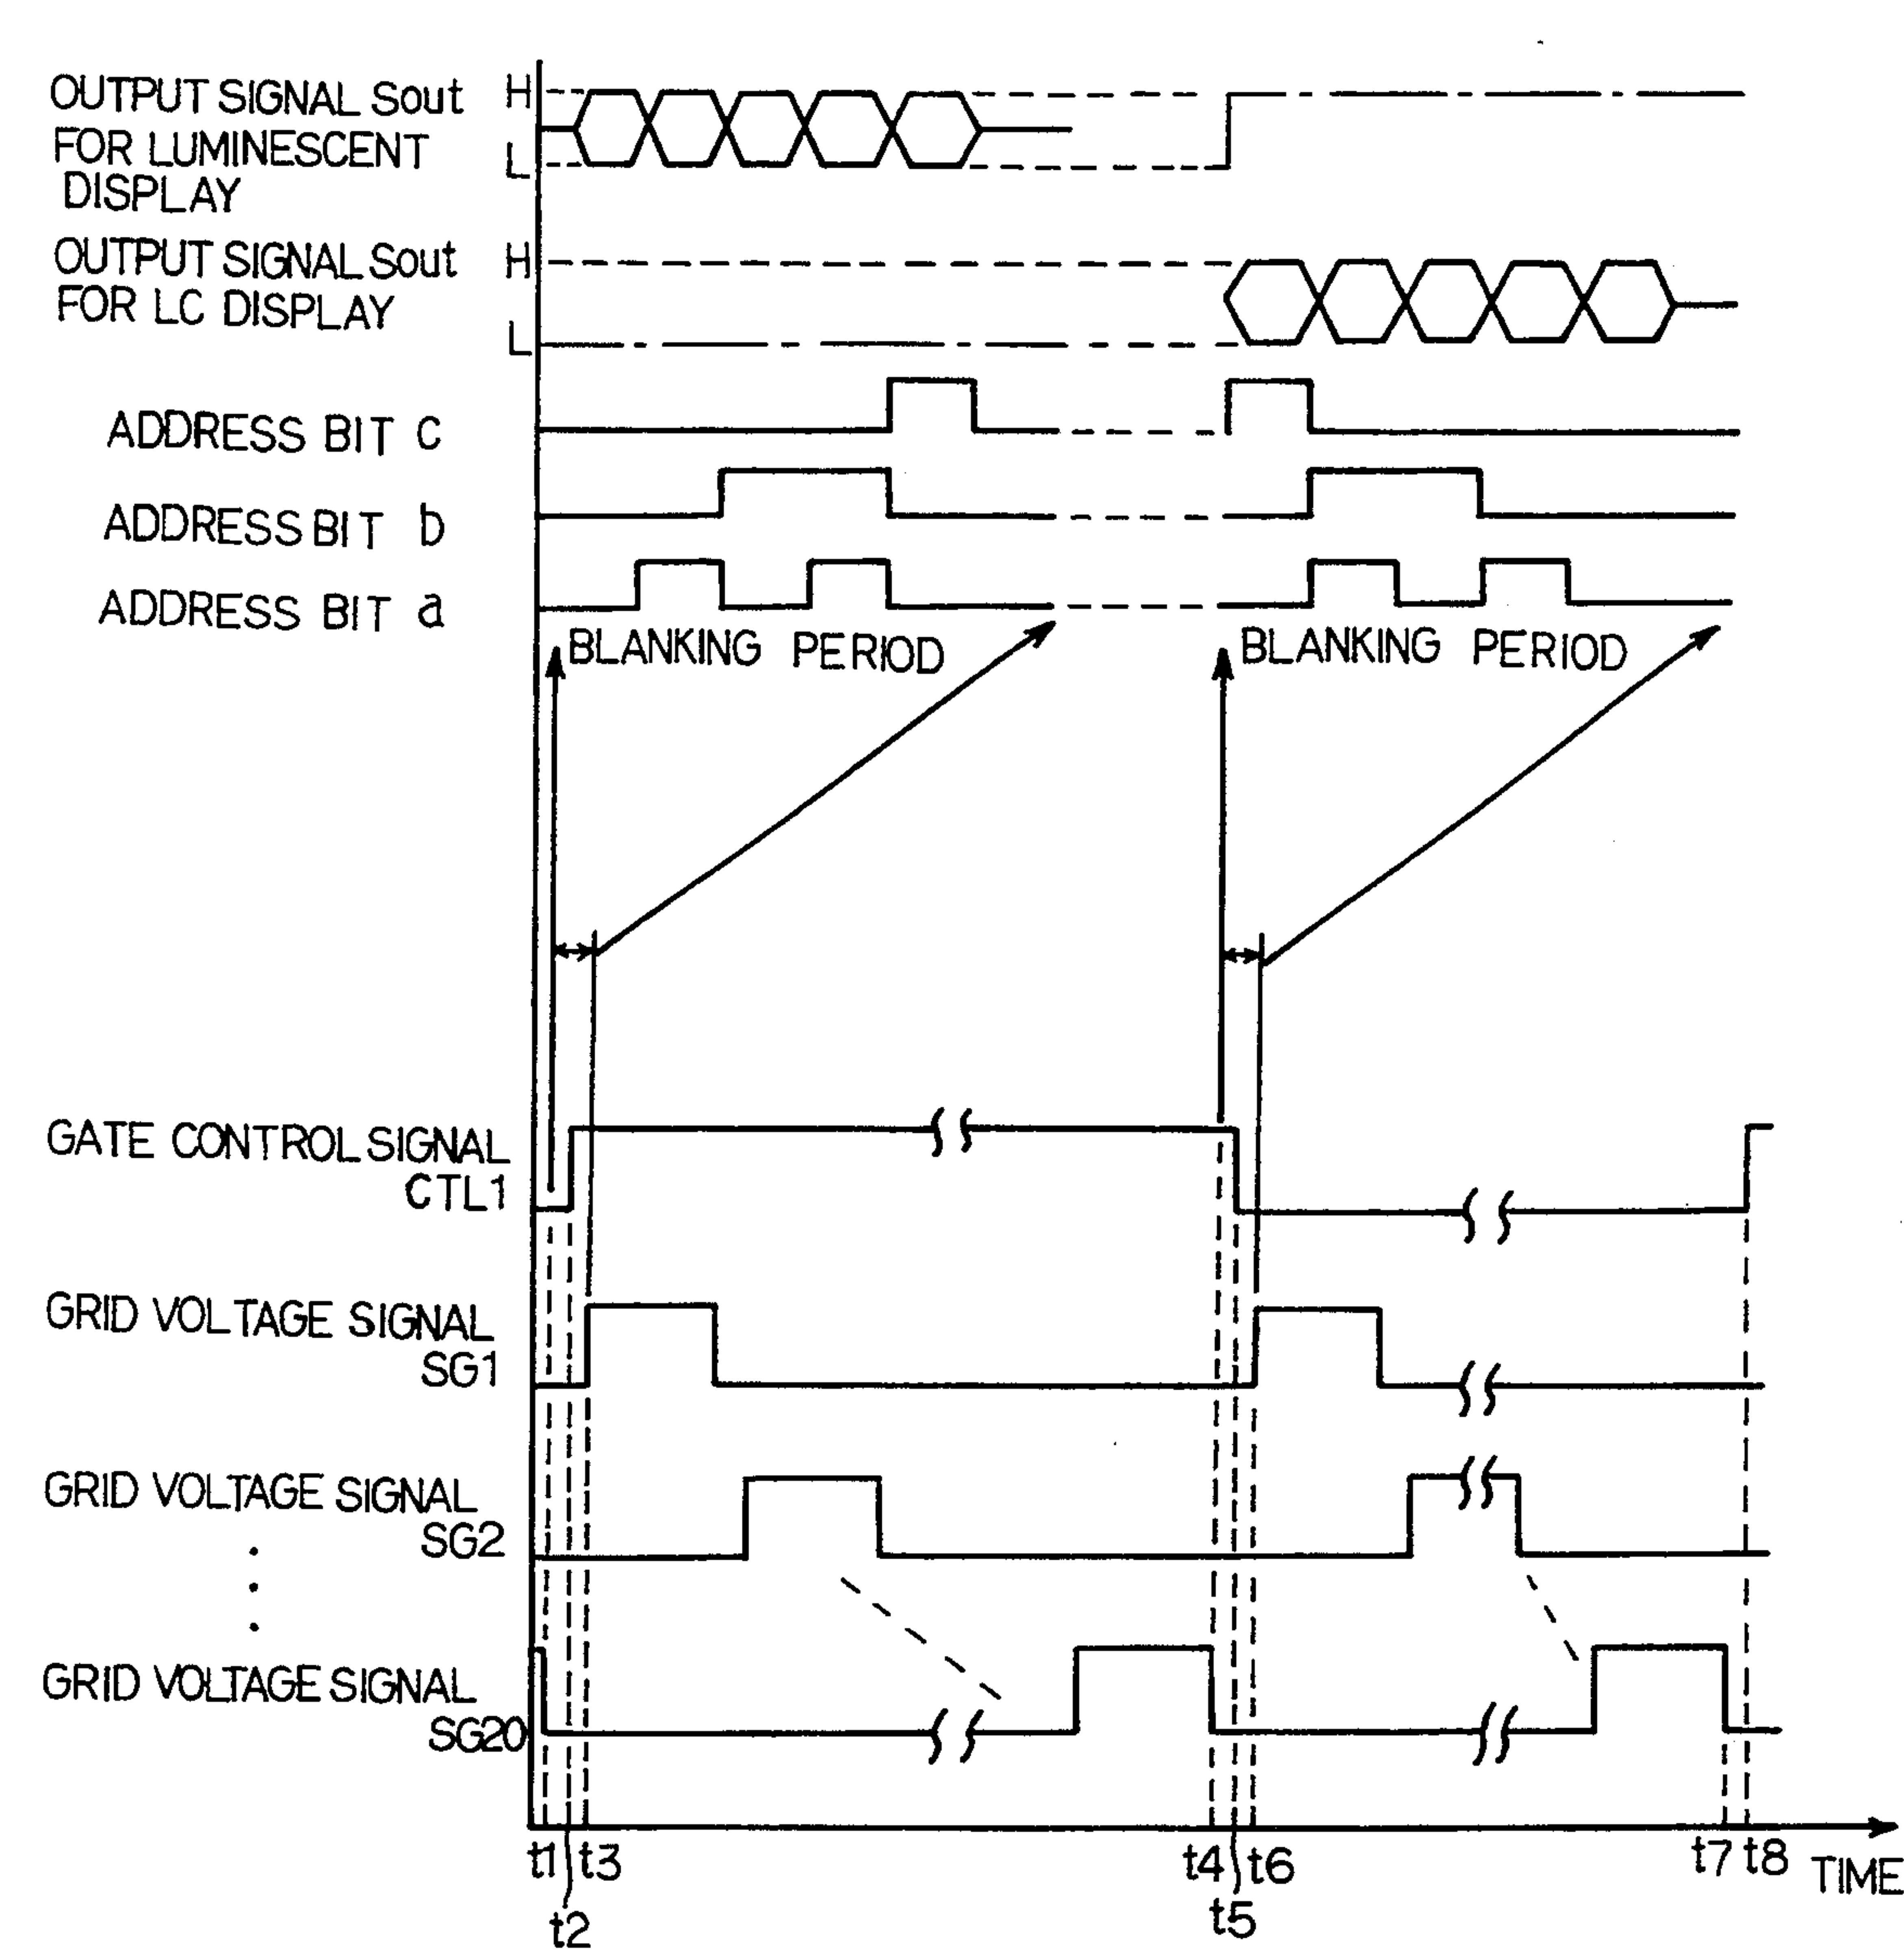 OUTPUT SIGNAL Sout
FOR LUMINESCENT
DISPLAY
H
L
OUTPUT SIGNAL Sout
FOR LC DISPLAY
H
L
ADDRESS BIT c
ADDRESS BIT b
ADDRESS BIT a
BLANKING PERIOD
BLANKING PERIOD
GATE CONTROL SIGNAL
CTL1
GRID VOLTAGE SIGNAL
SG1
GRID VOLTAGE SIGNAL
SG2
GRID VOLTAGE SIGNAL
SG20
t1
t3
t4
t6
t7
t8
TIME
t2
t5